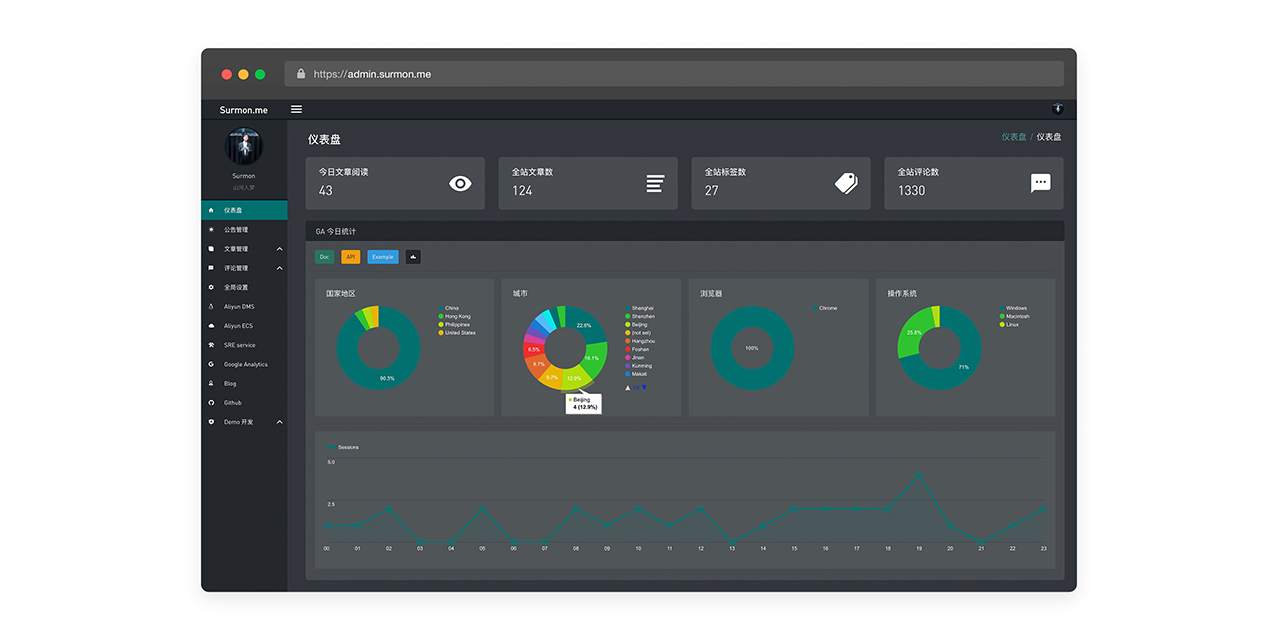 https://admin.surmon.me
Surmon.me
Surmon
山河入梦
仪表盘
公告管理
文章管理
评论管理
全局设置
Aliyun DMS
Aliyun ECS
SRE service
Google Analytics
Blog
Github
Demo 开发
仪表盘
仪表盘 / 仪表盘
今日文章阅读
43
全站文章数
124
全站标签数
27
全站评论数
1330
GA 今日统计
Doc
API
Example
国家地区
China
Hong Kong
Philippines
United States
90.3%
城市
Shanghai
Shenzhen
Beijing
(not set)
Hangzhou
Foshan
Jinan
Kunming
Makati
22.6%
16.1%
12.9%
9.7%
9.7%
6.5%
Beijing
4 (12.9%)
浏览器
Chrome
100%
操作系统
Windows
Macintosh
Linux
25.8%
71%
Sessions
5.0
2.5
00 01 02 03 04 05 06 07 08 09 10 11 12 13 14 15 16 17 18 19 20 21 22 23